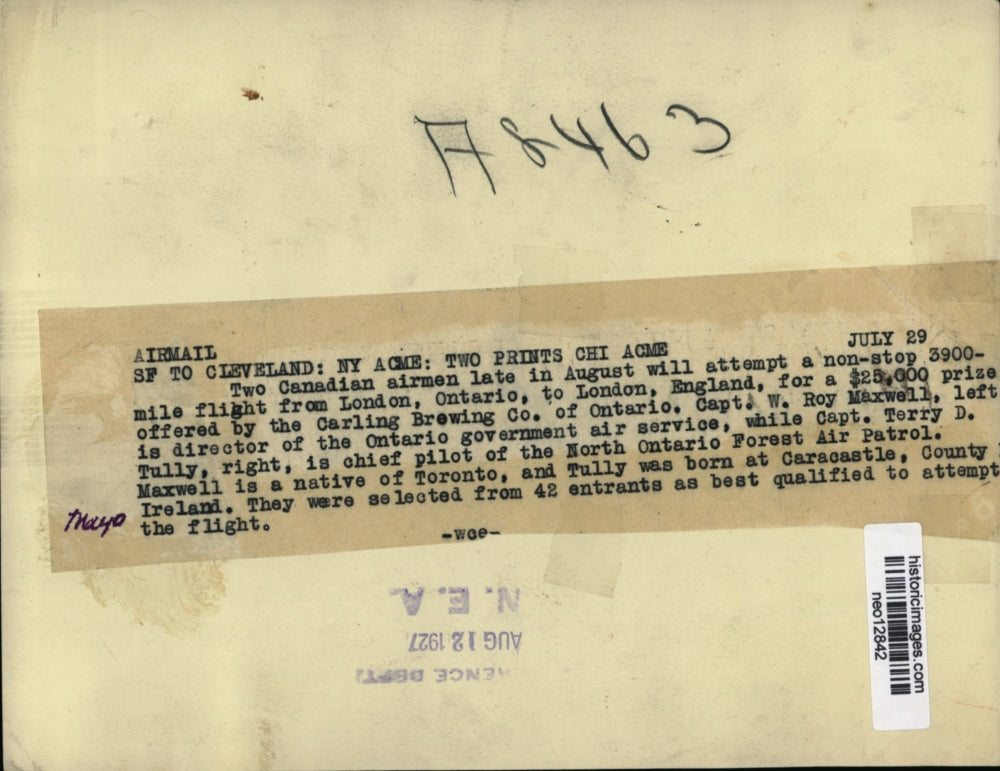 A8463
AIRMAIL JULY 29
SF TO CLEVELAND: NY ACME: TWO PRINTS CHI ACME
Two Canadian airmen late in August will attempt a non-stop 3900-
mile flight from London, Ontario, to London, England, for a $25,000 prize
offered by the Carling Brewing Co. of Ontario. Capt. W. Roy Maxwell, left
is director of the Ontario government air service, while Capt. Terry D.
Tully, right, is chief pilot of the North Ontario Forest Air Patrol.
Maxwell is a native of Toronto, and Tully was born at Caracastle, County
Ireland. They were selected from 42 entrants as best qualified to attempt
Mayo the flight.
-wce-
N.E.A.
AUG 12 1927
ENCE DEPT.
historicimages.com
neo12842